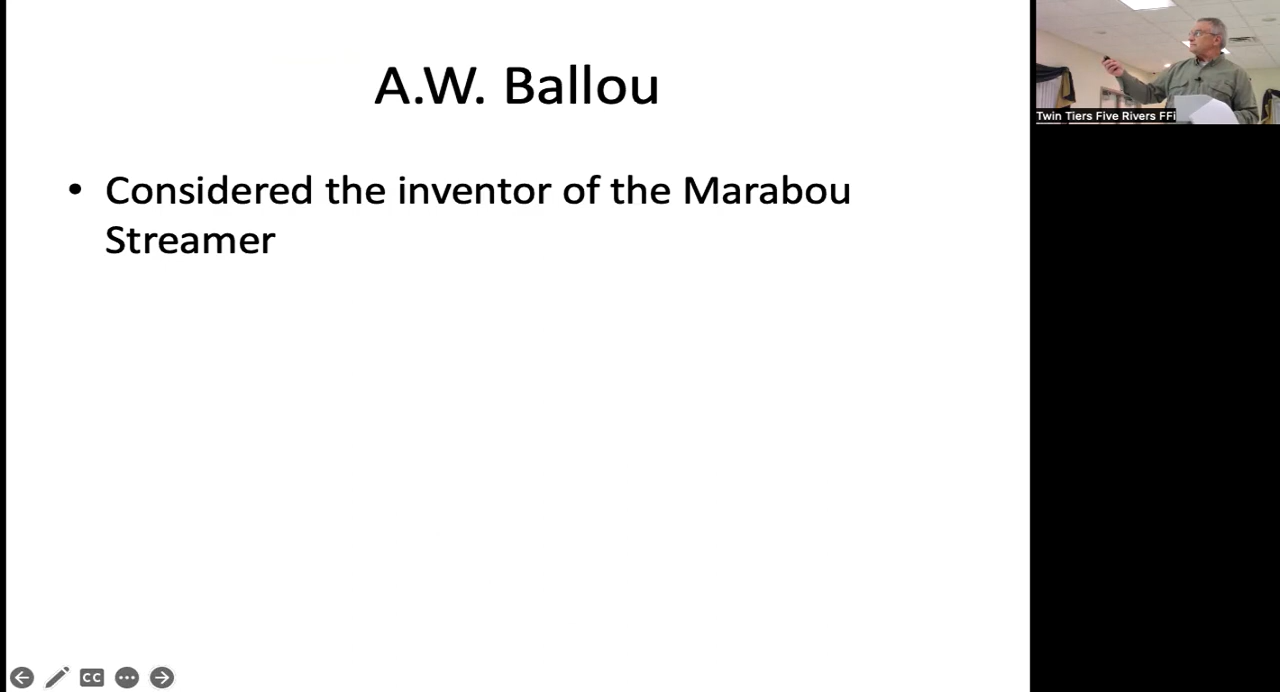 A.W. Ballou
• Considered the inventor of the Marabou
Streamer
Twin Tiers Five Rivers FFi
CC